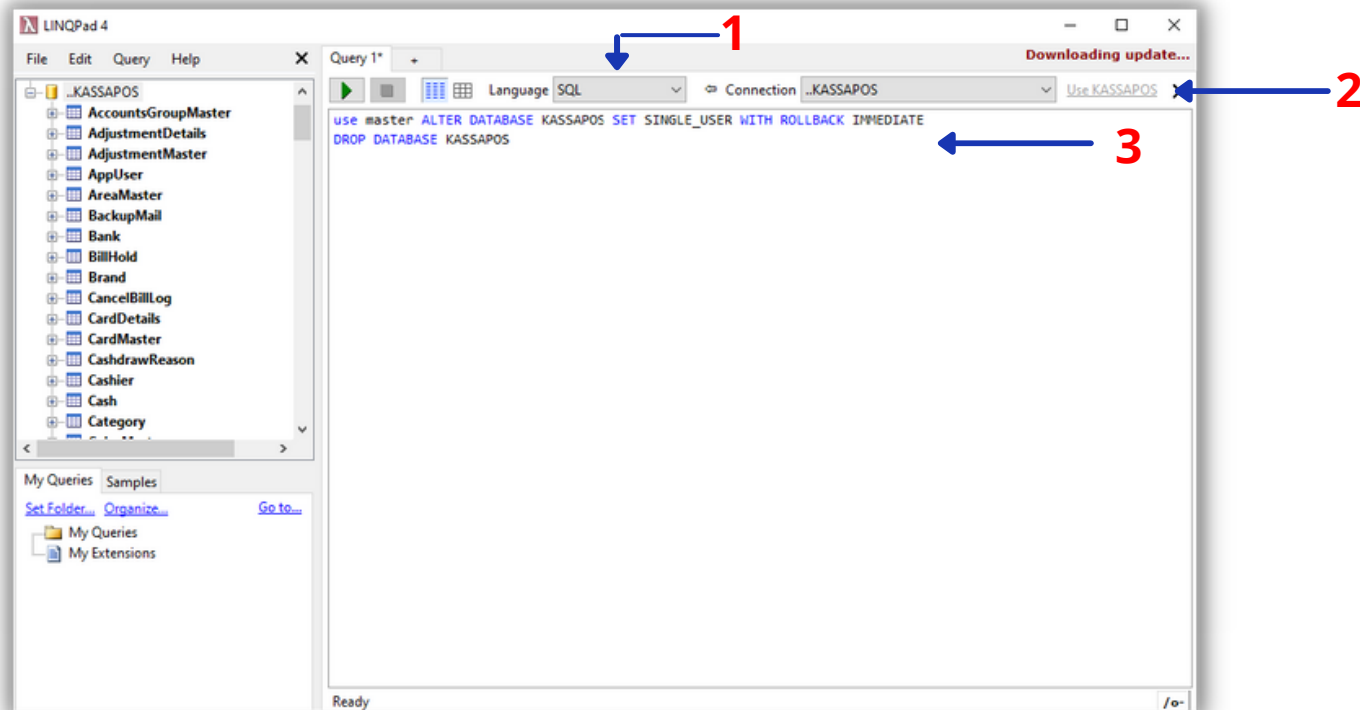 LINQPad 4
1
File Edit Query Help
Query 1* +
Downloading update...
2
Language SQL Connection ..KASSAPOS Use KASSAPOS
..KASSAPOS
AccountsGroupMaster
AdjustmentDetails
AdjustmentMaster
AppUser
AreaMaster
BackupMail
Bank
BillHold
Brand
CancelBillLog
CardDetails
CardMaster
CashdrawReason
Cashier
Cash
Category
use master ALTER DATABASE KASSAPOS SET SINGLE_USER WITH ROLLBACK IMMEDIATE
DROP DATABASE KASSAPOS
3
My Queries Samples
Set Folder... Organize... Go to...
My Queries
My Extensions
Ready
/o-